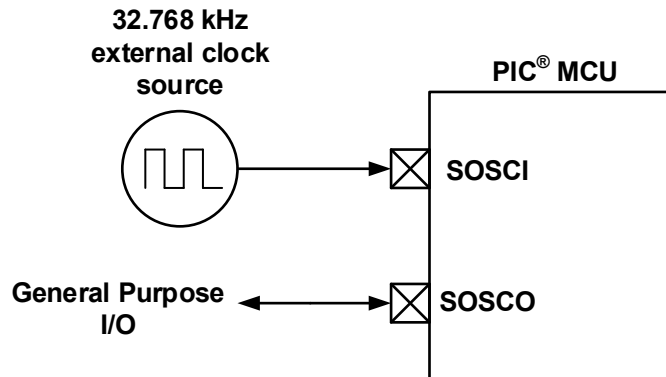 32.768 kHz
external clock
source
PIC® MCU
SOSCI
General Purpose
I/O
SOSCO